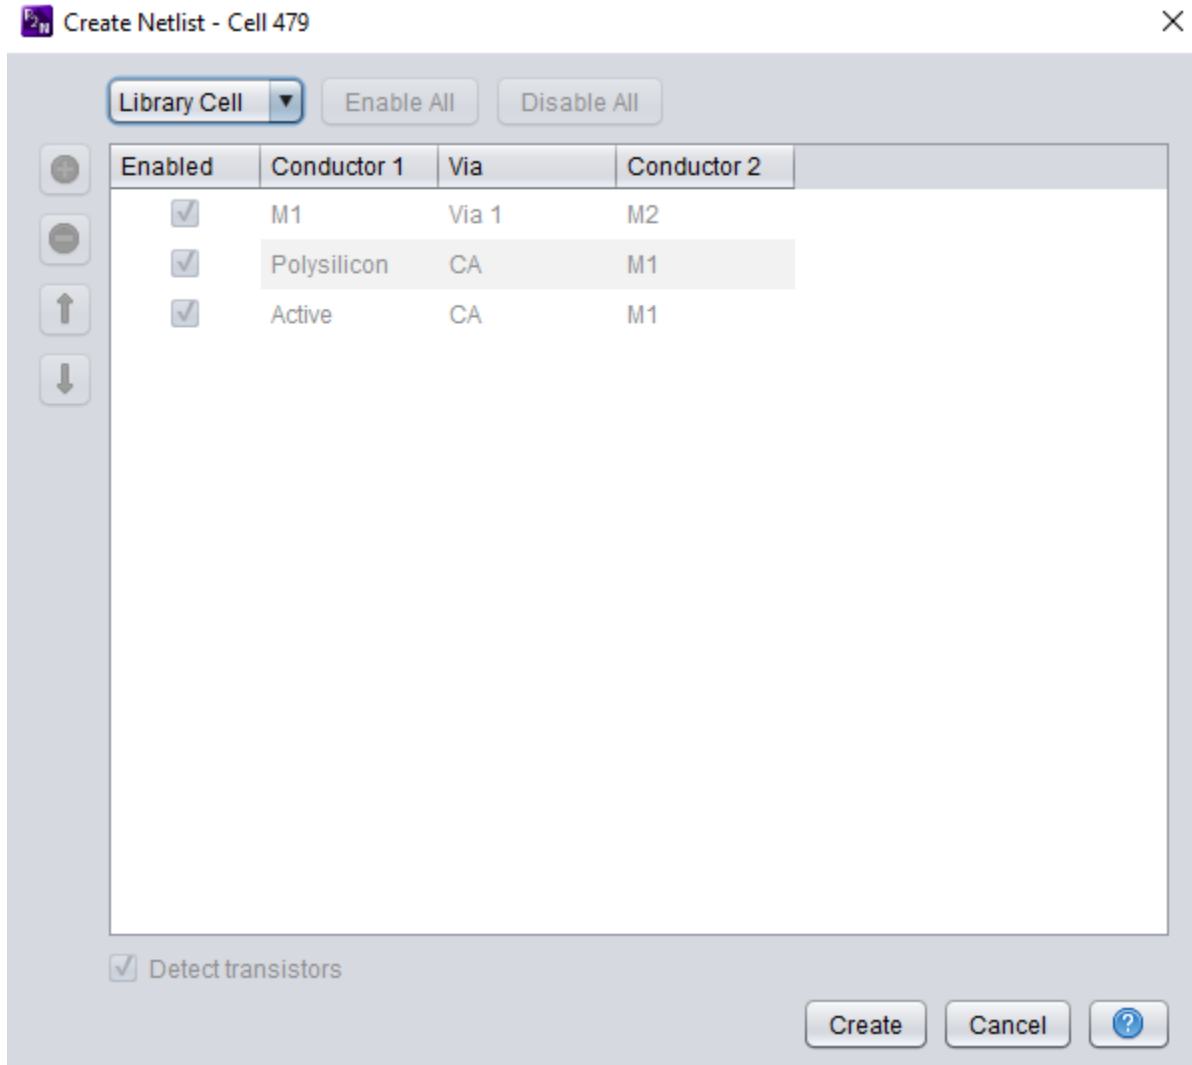 P2N Create Netlist - Cell 479
Library Cell Enable All Disable All
Enabled Conductor 1 Via Conductor 2
M1 Via 1 M2
Polysilicon CA M1
Active CA M1
Detect transistors
Create Cancel ?